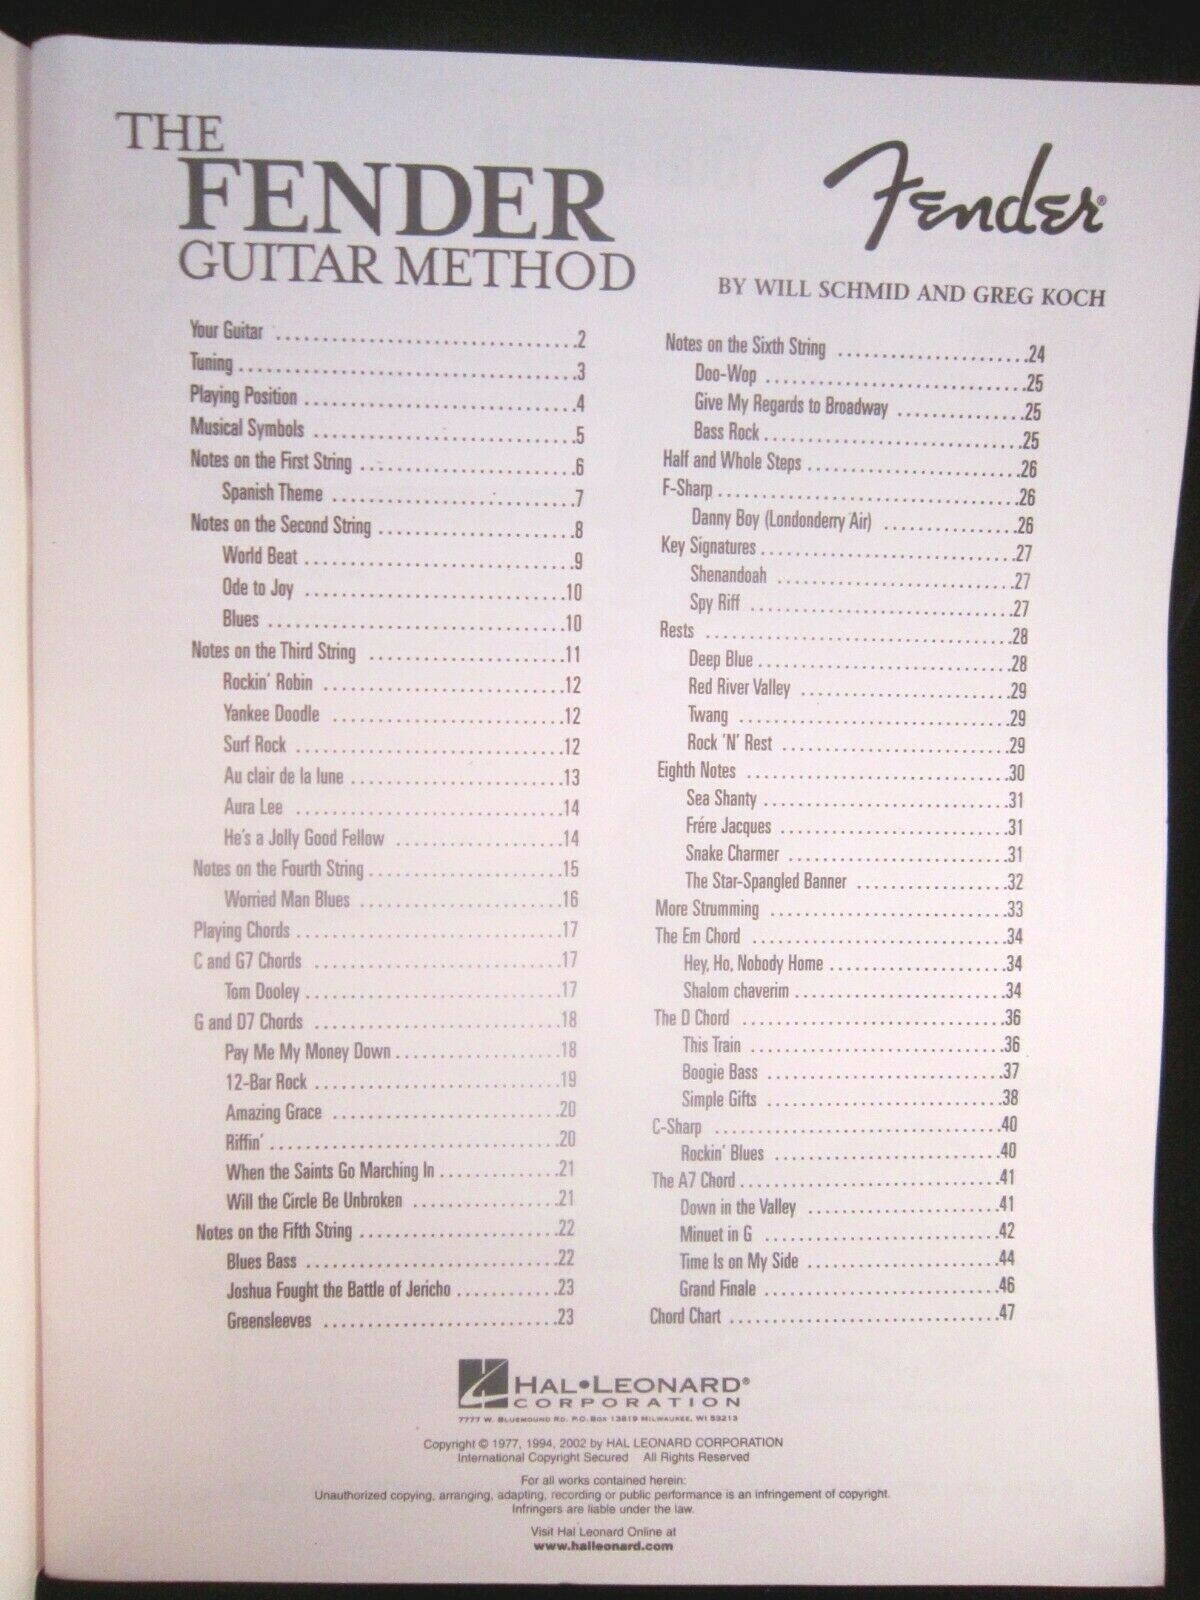 THE
FENDER
GUITAR METHOD
Fender®
BY WILL SCHMID AND GREG KOCH
Your Guitar ..................................2
Tuning......................................3
Playing Position ..............................4
Musical Symbols .............................5
Notes on the First String ........................6
Spanish Theme ...........................7
Notes on the Second String ......................8
World Beat ..............................9
Ode to Joy .............................10
Blues .................................10
Notes on the Third String ......................11
Rockin' Robin ...........................12
Yankee Doodle ..........................12
Surf Rock ..............................12
Au clair de la lune ........................13
Aura Lee ..............................14
He's a Jolly Good Fellow ...................14
Notes on the Fourth String......................15
Worried Man Blues .......................16
Playing Chords ..............................17
C and G7 Chords ............................17
Tom Dooley .............................17
G and D7 Chords ............................18
Pay Me My Money Down ...................18
12-Bar Rock ............................19
Amazing Grace ..........................20
Riffin' .................................20
When the Saints Go Marching In ..............21
Will the Circle Be Unbroken .................21
Notes on the Fifth String .......................22
Blues Bass .............................22
Joshua Fought the Battle of Jericho ............23
Greensleeves ...........................23
Notes on the Sixth String ......................24
Doo-Wop ..............................25
Give My Regards to Broadway ...............25
Bass Rock ..............................25
Half and Whole Steps .........................26
F-Sharp ....................................26
Danny Boy (Londonderry Air) ................26
Key Signatures ..............................27
Shenandoah ............................27
Spy Riff ................................27
Rests .....................................28
Deep Blue ..............................28
Red River Valley .........................29
Twang .................................29
Rock 'N' Rest ...........................29
Eighth Notes ................................30
Sea Shanty .............................31
Frére Jacques ...........................31
Snake Charmer ..........................31
The Star-Spangled Banner ..................32
More Strumming .............................33
The Em Chord ...............................34
Hey, Ho, Nobody Home .....................34
Shalom chaverim .........................34
The D Chord ................................36
This Train ..............................36
Boogie Bass ............................37
Simple Gifts ............................38
C-Sharp ...................................40
Rockin' Blues ...........................40
The A7 Chord................................41
Down in the Valley .......................41
Minuet in G ............................42
Time Is on My Side .......................44
Grand Finale ............................46
Chord Chart ................................47
HAL•LEONARD®
CORPORATION
7777 W. BLUEMOUND RD. P.O. BOX 13819 MILWAUKEE, WI 53213
Copyright © 1977, 1994, 2002 by HAL LEONARD CORPORATION
International Copyright Secured All Rights Reserved
For all works contained herein:
Unauthorized copying, arranging, adapting, recording or public performance is an infringement of copyright.
Infringers are liable under the law.
Visit Hal Leonard Online at
www.halleonard.com